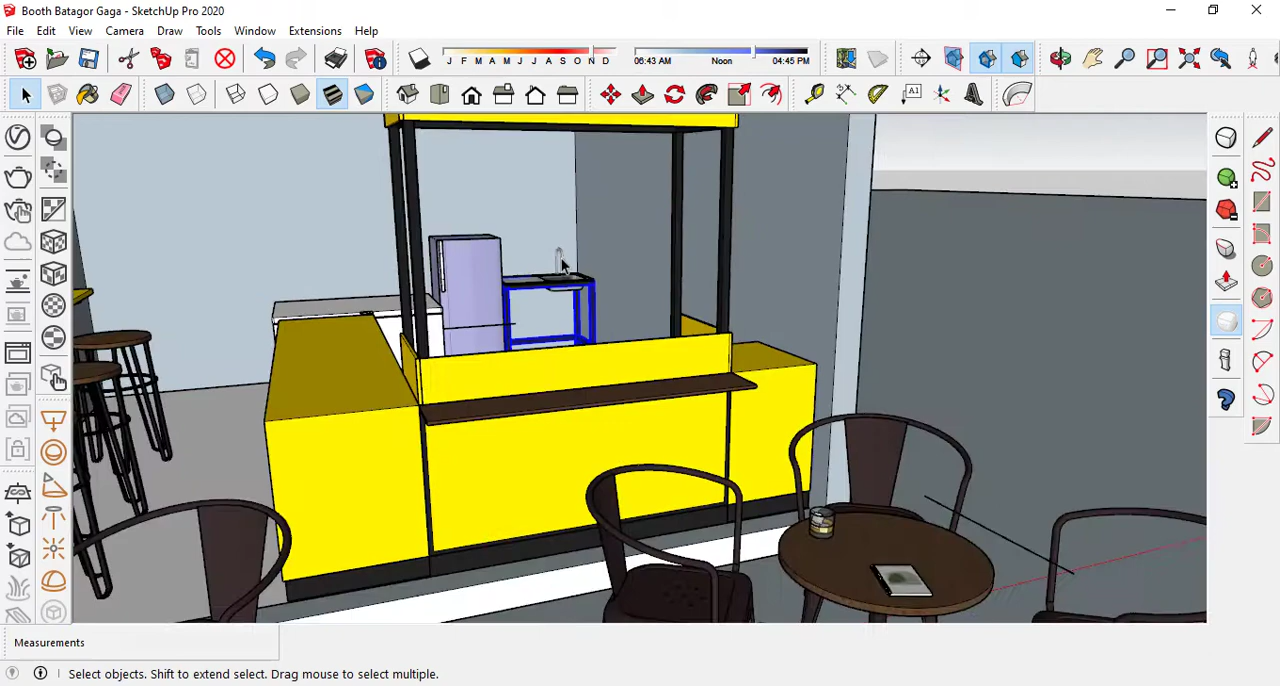 Booth Batagor Gaga - SketchUp Pro 2020
File Edit View Camera Draw Tools Window Extensions Help
J F M A M J J A S O N D 06:43 AM Noon 04:45 PM
A1
Measurements
Select objects. Shift to extend select. Drag mouse to select multiple.